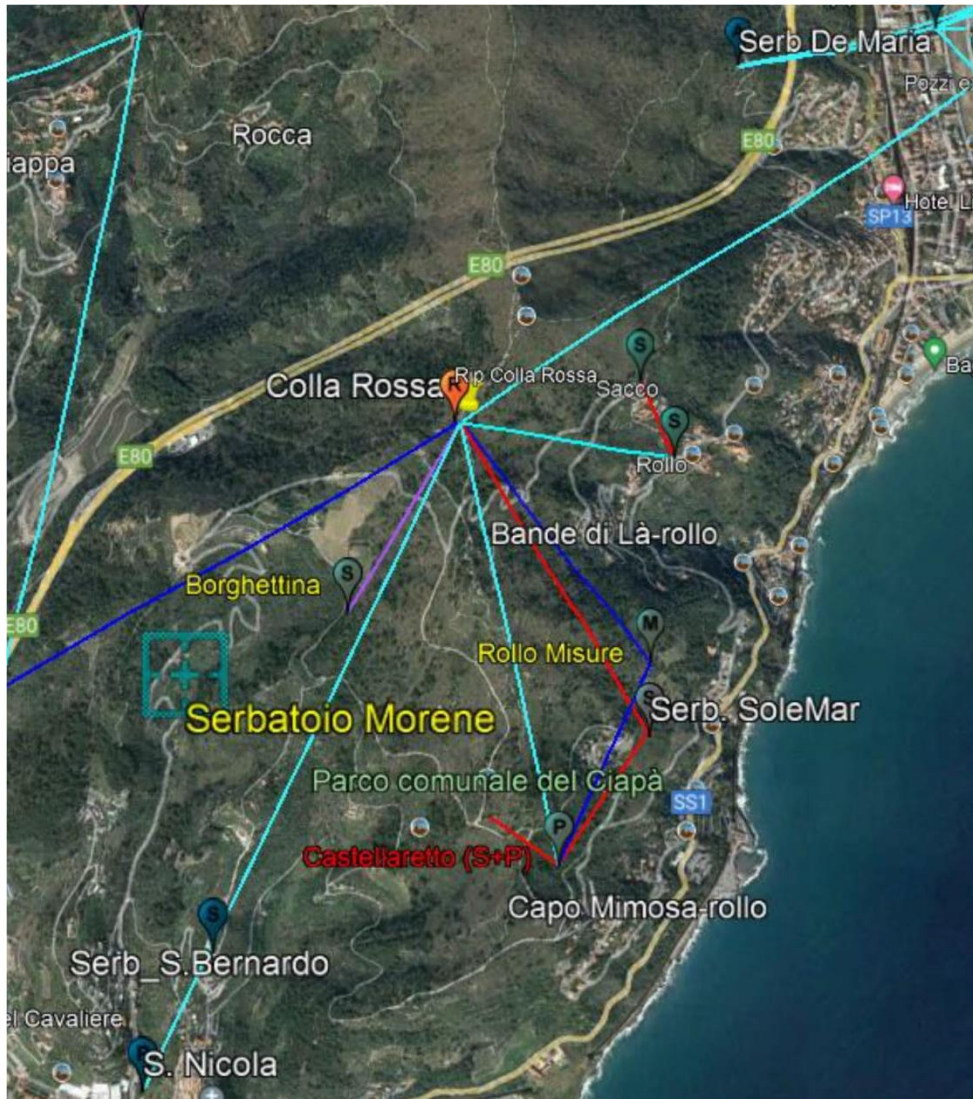 Serb De Maria
Pozzi e
Rocca
iappa
E80
Hotel L
SP13
E80
R
Rip Colla Rossa
Colla Rossa
S
Sacco
Ba
S
Rollo
E80
Bande di Là-rollo
S
Borghettina
E80
M
Rollo Misure
S
Serb. SoleMar
Serbatoio Morene
Parco comunale del Ciapà
SS1
P
Castellaretto (S+P)
Capo Mimosa-rollo
S
Serb_S.Bernardo
el Cavaliere
S. Nicola